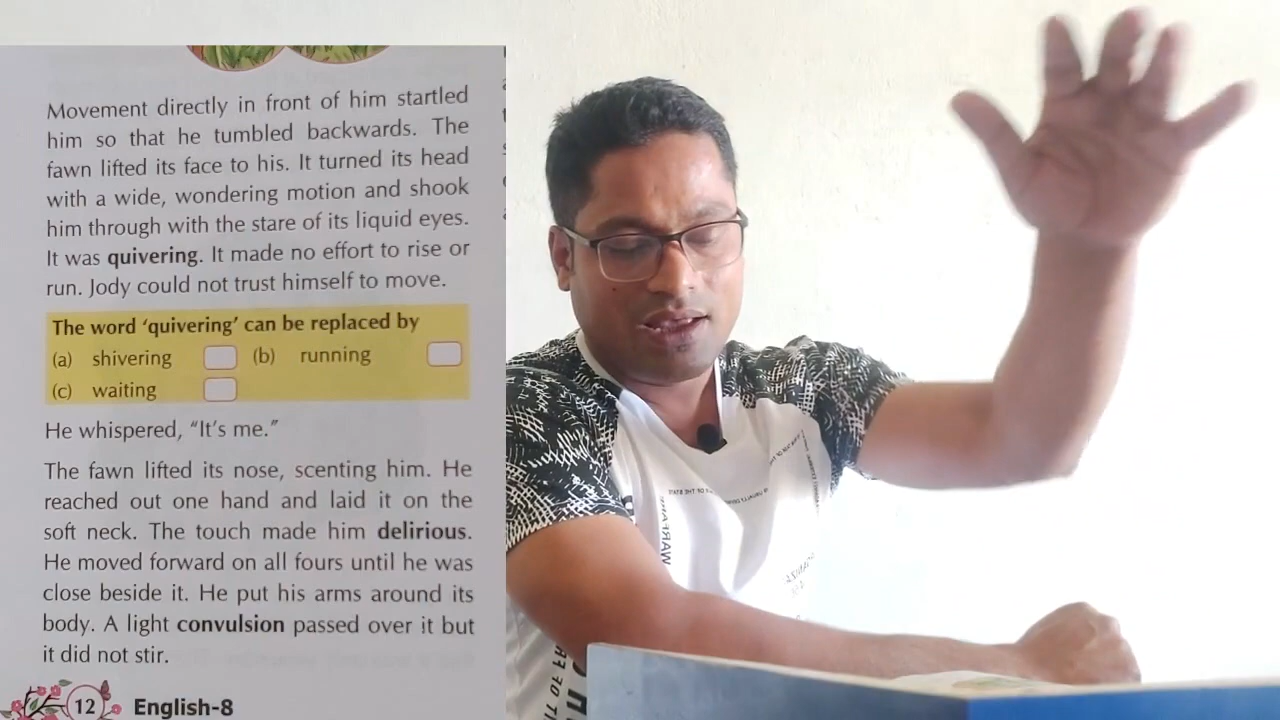 Movement directly in front of him startled
him so that he tumbled backwards. The
fawn lifted its face to his. It turned its head
with a wide, wondering motion and shook
him through with the stare of its liquid eyes.
It was quivering. It made no effort to rise or
run. Jody could not trust himself to move.
The word ‘quivering’ can be replaced by
(a) shivering (b) running
(c) waiting
He whispered, “It’s me.”
The fawn lifted its nose, scenting him. He
reached out one hand and laid it on the
soft neck. The touch made him delirious.
He moved forward on all fours until he was
close beside it. He put his arms around its
body. A light convulsion passed over it but
it did not stir.
12 English-8